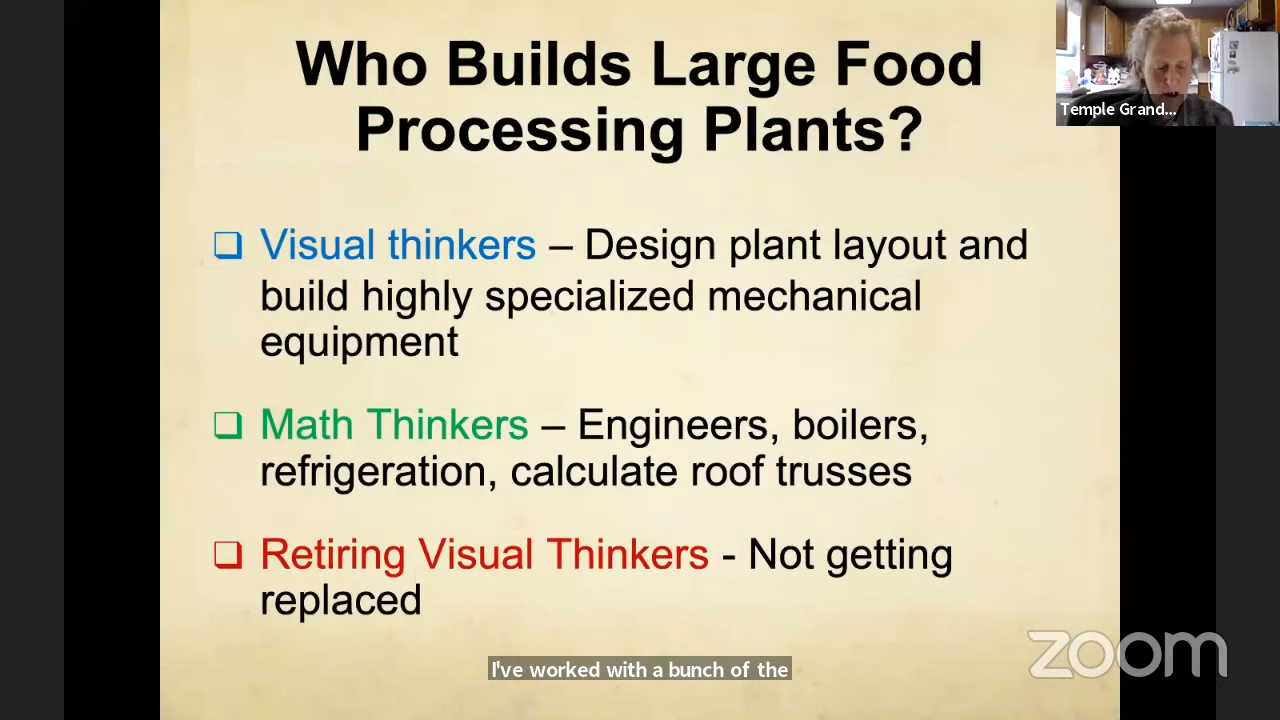 Who Builds Large Food
Processing Plants?
Temple Grand...
Visual thinkers – Design plant layout and
build highly specialized mechanical
equipment
Math Thinkers – Engineers, boilers,
refrigeration, calculate roof trusses
Retiring Visual Thinkers - Not getting
replaced
I've worked with a bunch of the
zoom